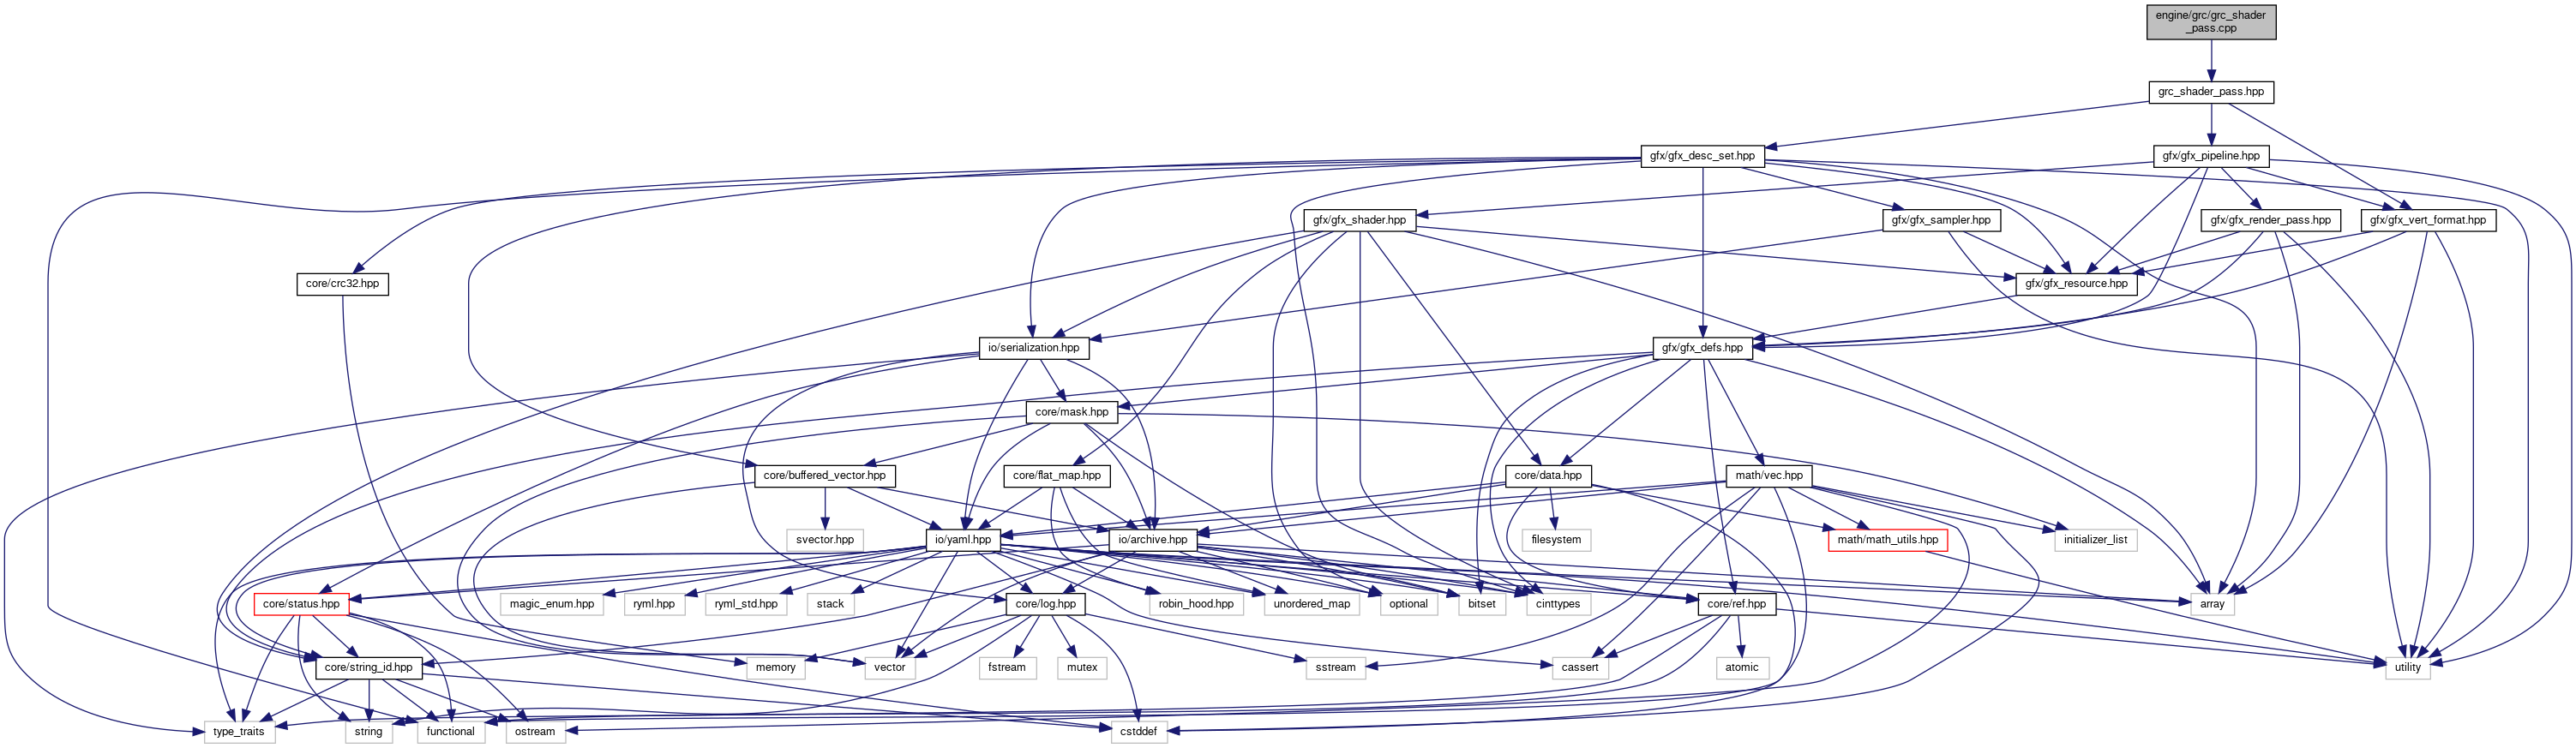 engine/grc/grc_shader
_pass.cpp
grc_shader_pass.hpp
gfx/gfx_desc_set.hpp
gfx/gfx_pipeline.hpp
gfx/gfx_shader.hpp
gfx/gfx_sampler.hpp
gfx/gfx_render_pass.hpp
gfx/gfx_vert_format.hpp
core/crc32.hpp
gfx/gfx_resource.hpp
io/serialization.hpp
gfx/gfx_defs.hpp
core/mask.hpp
core/buffered_vector.hpp
core/flat_map.hpp
core/data.hpp
math/vec.hpp
svector.hpp
io/yaml.hpp
io/archive.hpp
filesystem
math/math_utils.hpp
initializer_list
core/status.hpp
magic_enum.hpp
ryml.hpp
ryml_std.hpp
stack
core/log.hpp
robin_hood.hpp
unordered_map
optional
bitset
cinttypes
core/ref.hpp
array
core/string_id.hpp
memory
vector
fstream
mutex
sstream
cassert
atomic
utility
type_traits
string
functional
ostream
cstddef